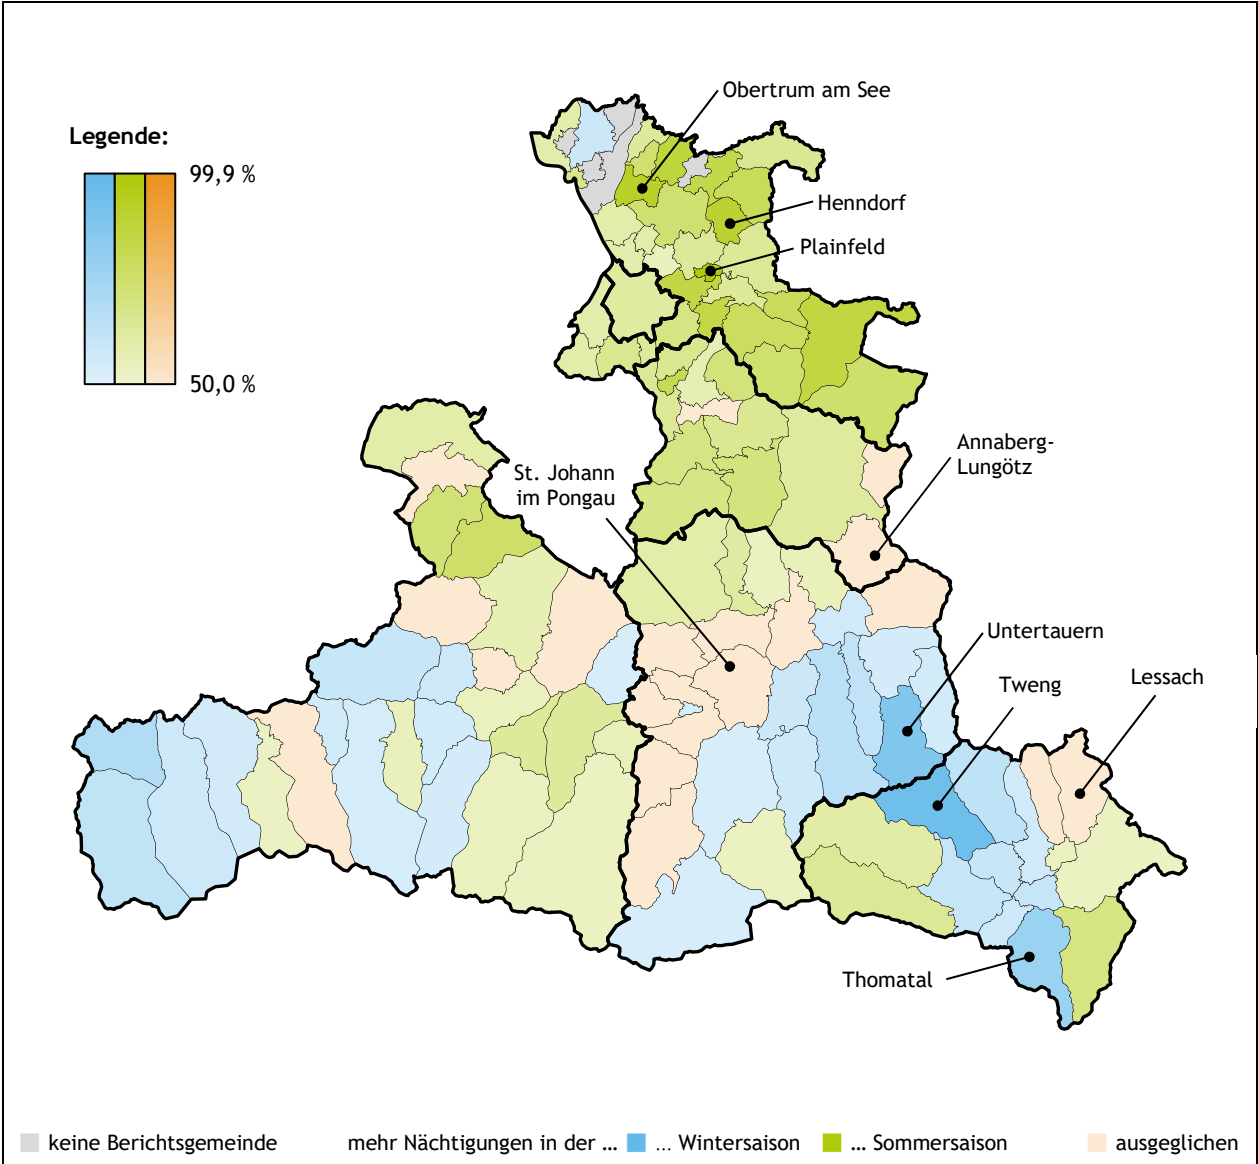 Obertrum am See
Legende:
99,9 %
Henndorf
Plainfeld
50,0 %
Annaberg-
Lungötz
St. Johann
im Pongau
Untertauern
Lessach
Tweng
Thomatal
keine Berichtsgemeinde mehr Nächtigungen in der ... ... Wintersaison ... Sommersaison ausgeglichen